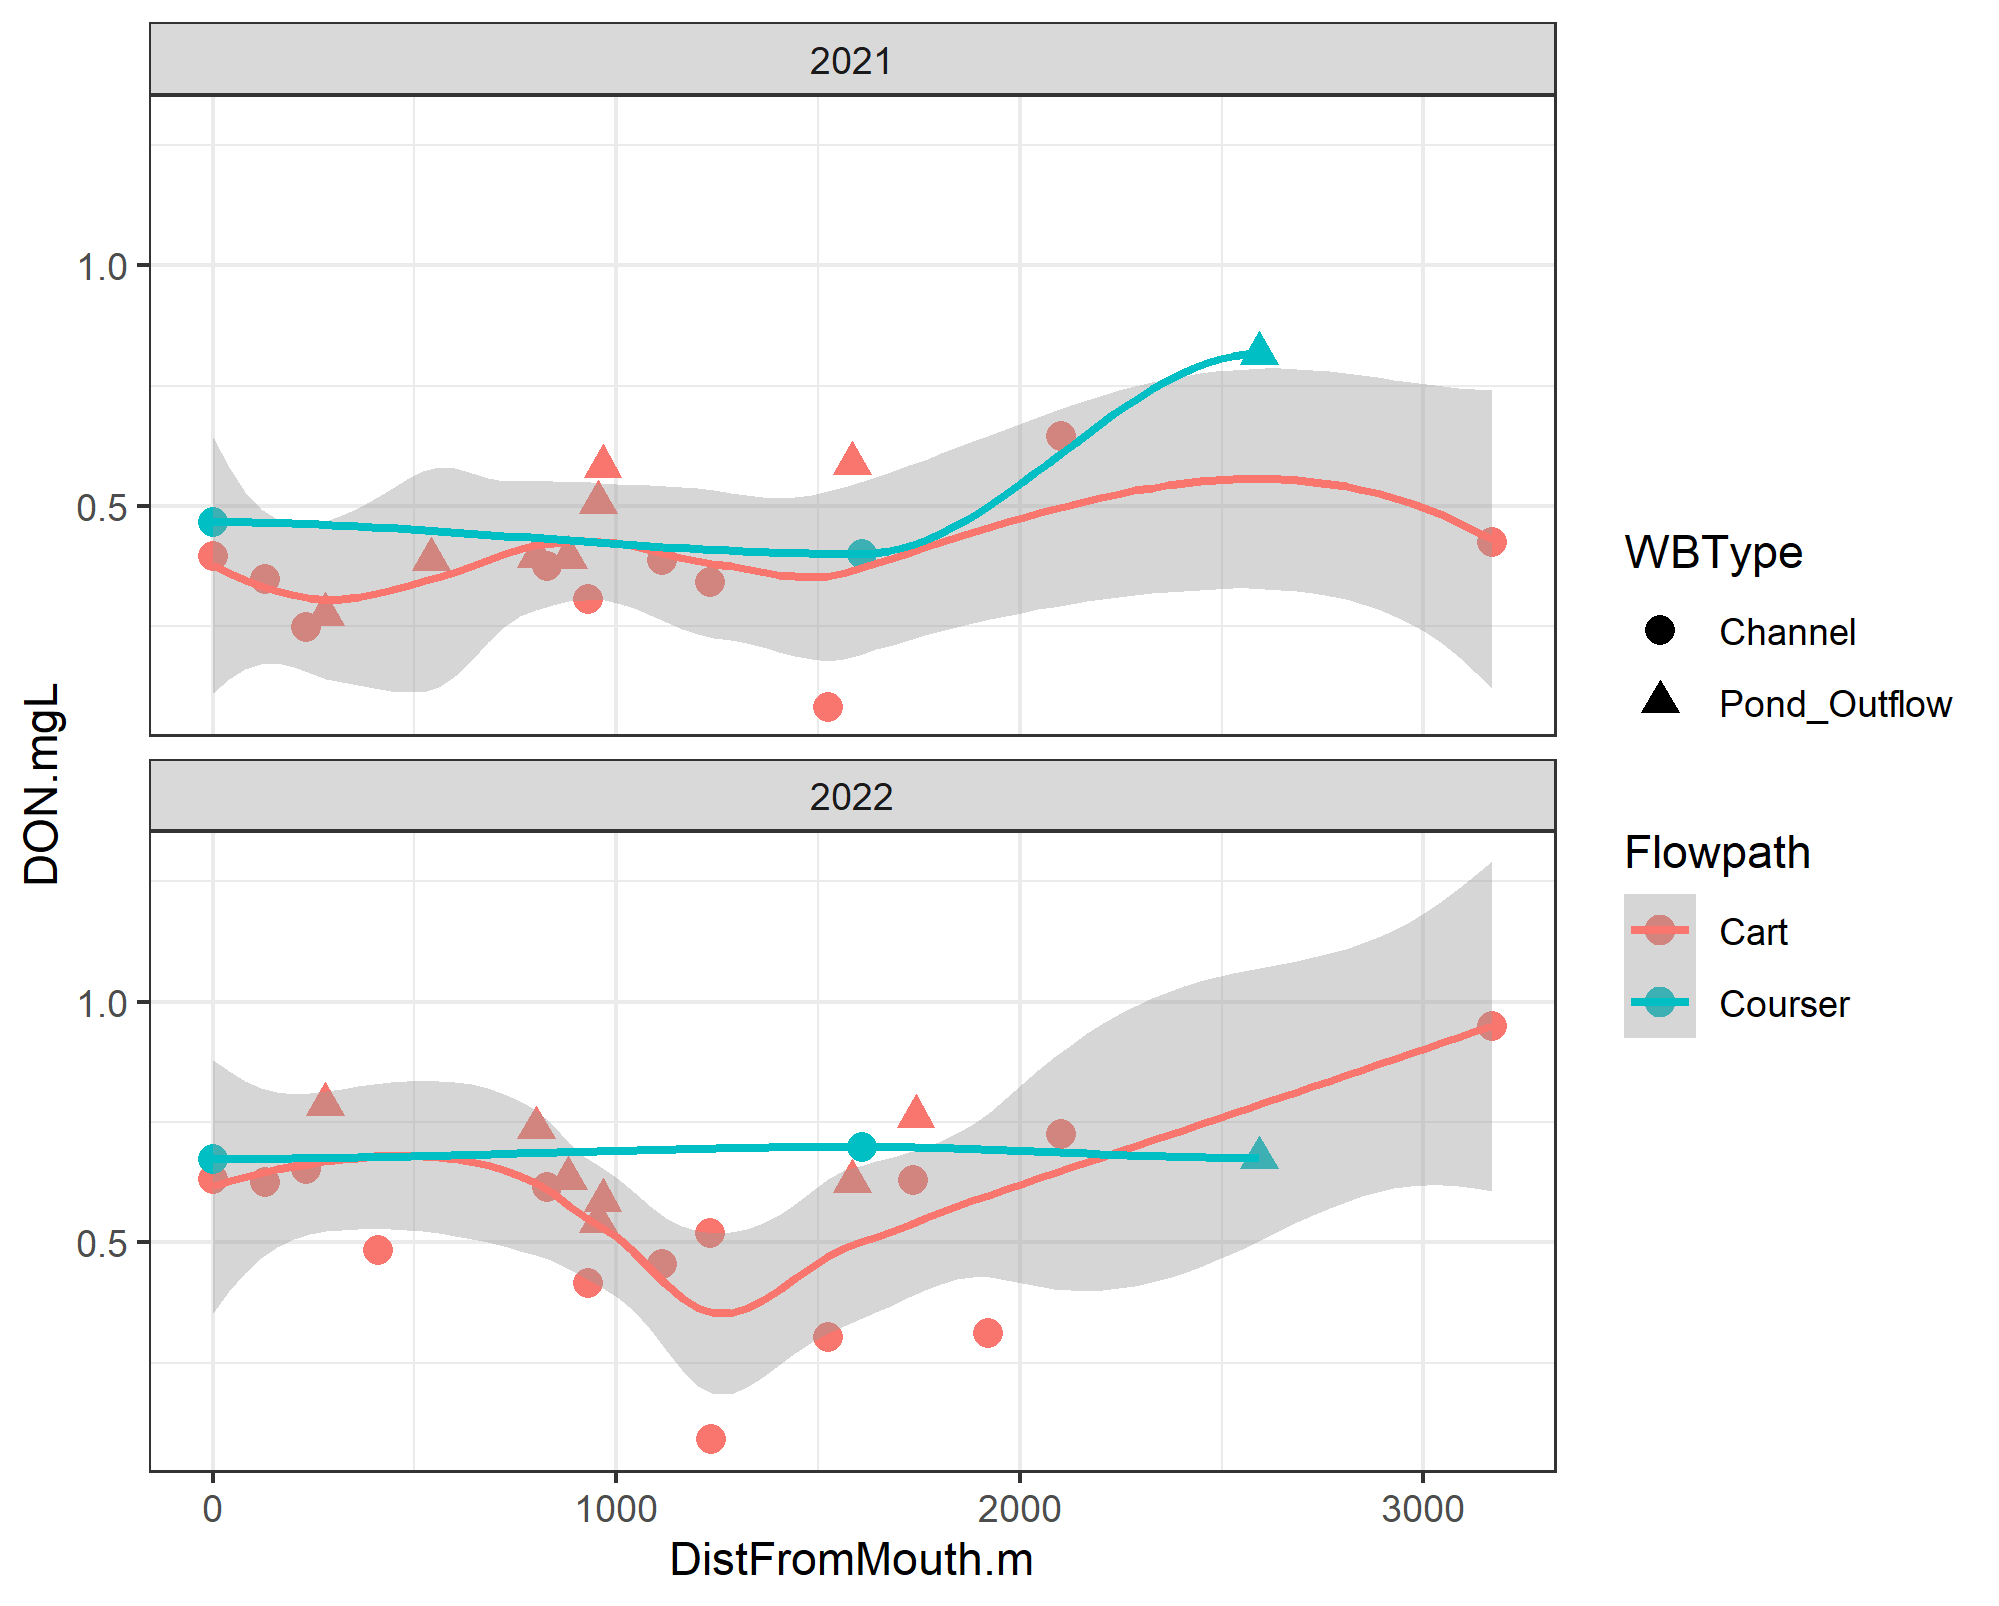 2021
1.0
0.5
DON.mgL
2022
1.0
0.5
0 1000 2000 3000
DistFromMouth.m
WBType
Channel
Pond_Outflow
Flowpath
Cart
Courser